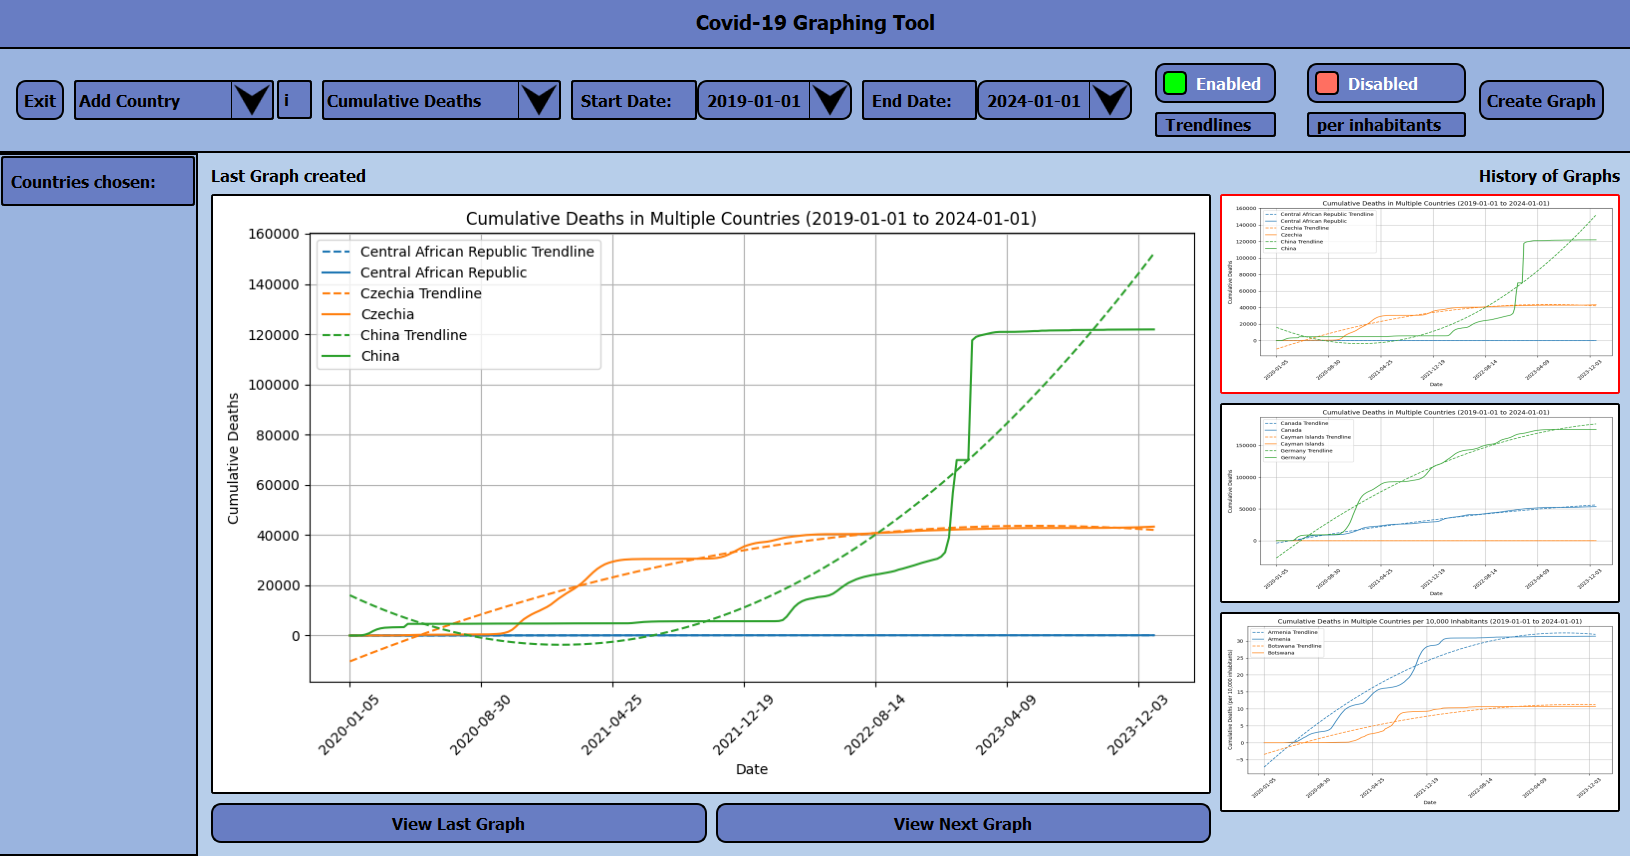 Covid-19 Graphing Tool
Exit
Add Country
i
Cumulative Deaths
Start Date:
2019-01-01
End Date:
2024-01-01
Enabled
Trendlines
Disabled
per inhabitants
Create Graph
Countries chosen:
Last Graph created
History of Graphs
Cumulative Deaths in Multiple Countries (2019-01-01 to 2024-01-01)
Central African Republic Trendline
Central African Republic
Czechia Trendline
Czechia
China Trendline
China
160000
140000
120000
100000
80000
60000
40000
20000
0
Cumulative Deaths
2020-01-05
2020-08-30
2021-04-25
2021-12-19
2022-08-14
2023-04-09
2023-12-03
Date
View Last Graph
View Next Graph
Cumulative Deaths in Multiple Countries (2019-01-01 to 2024-01-01)
Central African Republic Trendline
Central African Republic
Czechia Trendline
Czechia
China Trendline
China
160000
140000
120000
100000
80000
60000
40000
20000
0
Cumulative Deaths
2020-01-05
2020-08-30
2021-04-25
2021-12-19
2022-08-14
2023-04-09
2023-12-03
Date
Cumulative Deaths in Multiple Countries (2019-01-01 to 2024-01-01)
Canada Trendline
Canada
Cayman Islands Trendline
Cayman Islands
Germany Trendline
Germany
150000
100000
50000
0
Cumulative Deaths
2020-01-05
2020-08-30
2021-04-25
2021-12-19
2022-08-14
2023-04-09
2023-12-03
Date
Cumulative Deaths in Multiple Countries per 10,000 inhabitants (2019-01-01 to 2024-01-01)
Armenia Trendline
Armenia
Botswana Trendline
Botswana
30
25
20
15
10
5
0
−5
Cumulative Deaths (per 10,000 inhabitants)
2020-01-05
2020-08-30
2021-04-25
2021-12-19
2022-08-14
2023-04-09
2023-12-03
Date